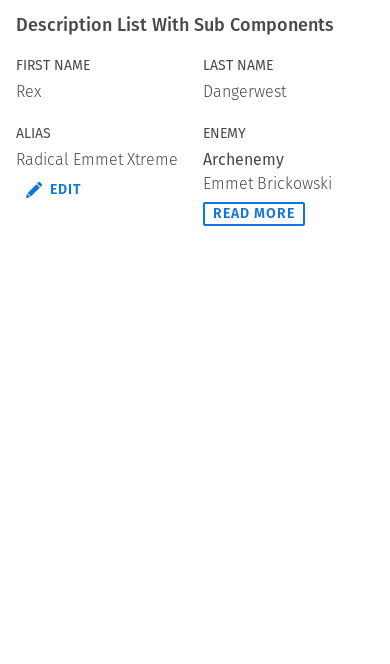 Description List With Sub Components
FIRST NAME
Rex
LAST NAME
Dangerwest
ALIAS
Radical Emmet Xtreme
EDIT
ENEMY
Archenemy
Emmet Brickowski
READ MORE